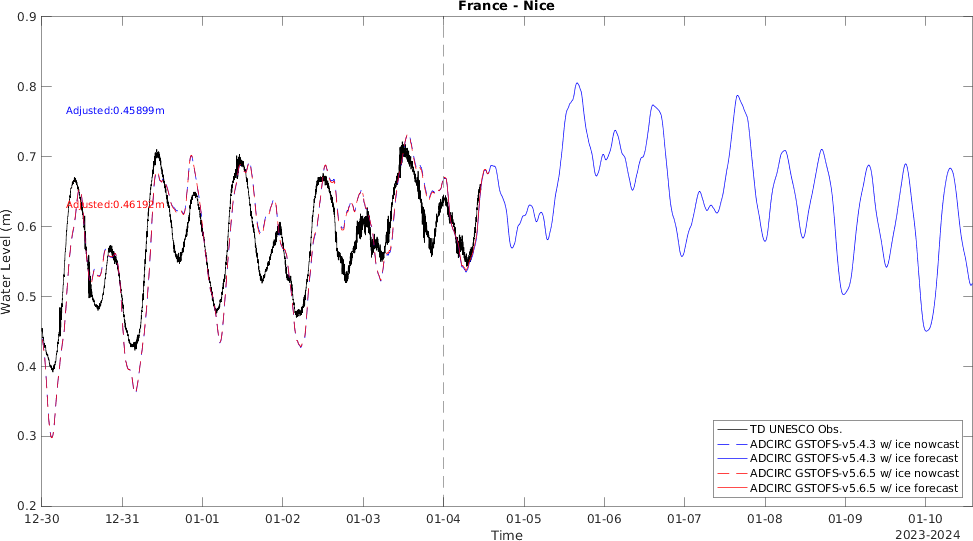 France - Nice
0.9
0.8
0.7
0.6
0.5
0.4
0.3
0.2
Water Level (m)
Adjusted:0.45899m
Adjusted:0.46192m
TD UNESCO Obs.
ADCIRC GSTOFS-v5.4.3 w/ ice nowcast
ADCIRC GSTOFS-v5.4.3 w/ ice forecast
ADCIRC GSTOFS-v5.6.5 w/ ice nowcast
ADCIRC GSTOFS-v5.6.5 w/ ice forecast
12-30 12-31 01-01 01-02 01-03 01-04 01-05 01-06 01-07 01-08 01-09 01-10
2023-2024
Time